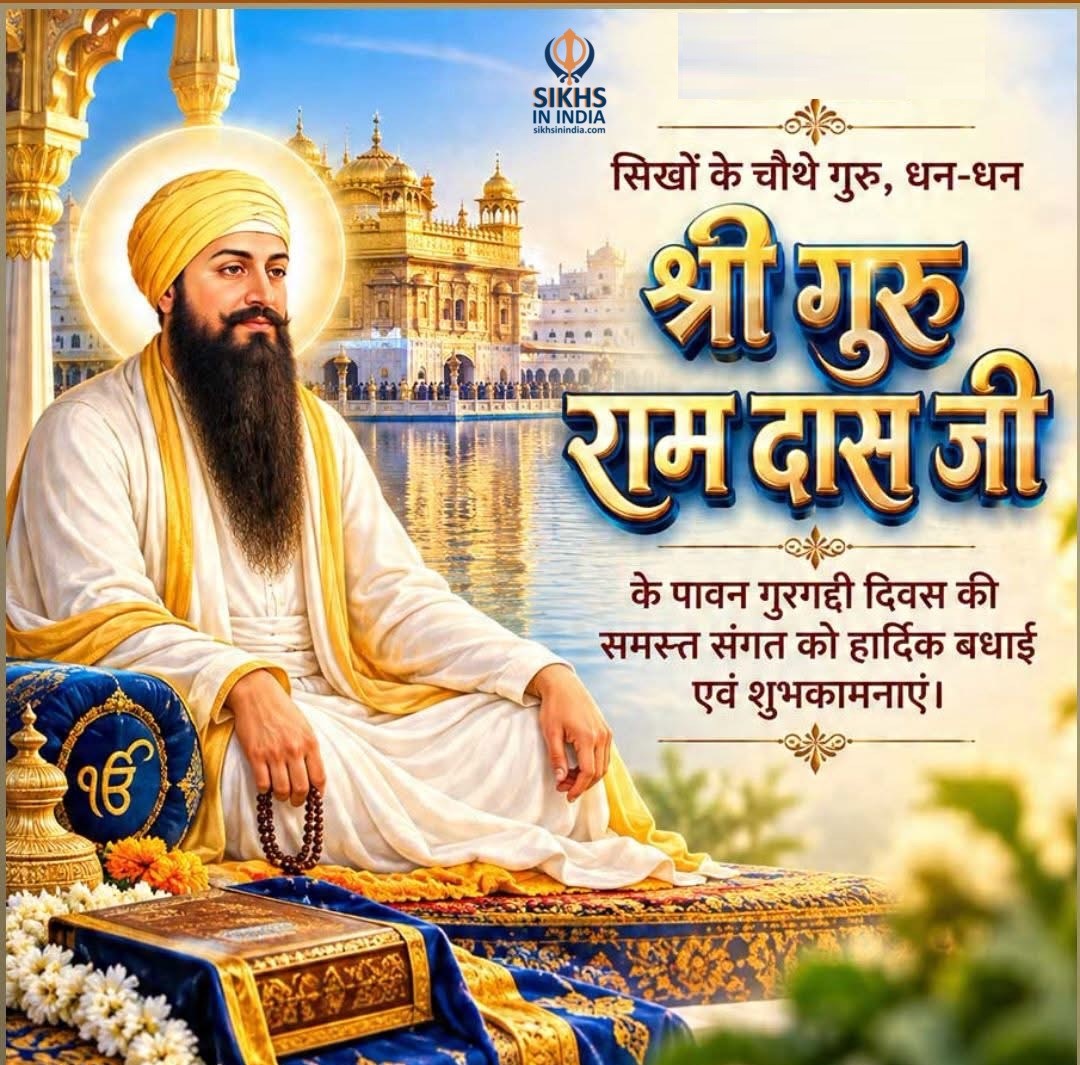 SIKHS
IN INDIA
sikhsinindia.com
सिखों के चौथे गुरु, धन-धन
श्री गुरु
राम दास जी
के पावन गुरगद्दी दिवस की
समस्त संगत को हार्दिक बधाई
एवं शुभकामनाएं।
ੴ